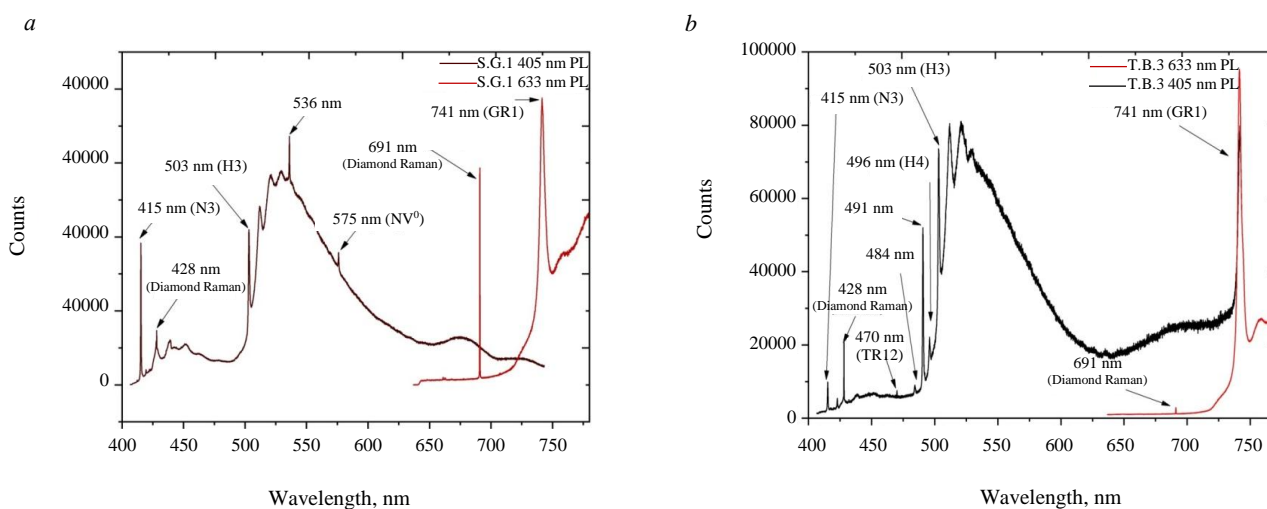 a
S.G.1 405 nm PL
S.G.1 633 nm PL
40000
40000
40000
40000
0
Counts
536 nm
741 nm (GR1)
691 nm
(Diamond Raman)
503 nm (H3)
415 nm (N3)
575 nm (NV⁰)
428 nm
(Diamond Raman)
400 450 500 550 600 650 700 750
Wavelength, nm
b
T.B.3 633 nm PL
T.B.3 405 nm PL
100000
80000
60000
40000
20000
0
Counts
503 nm (H3)
415 nm (N3)
741 nm (GR1)
496 nm (H4)
491 nm
484 nm
428 nm
(Diamond Raman)
470 nm
(TR12)
691 nm
(Diamond Raman)
400 450 500 550 600 650 700 750
Wavelength, nm